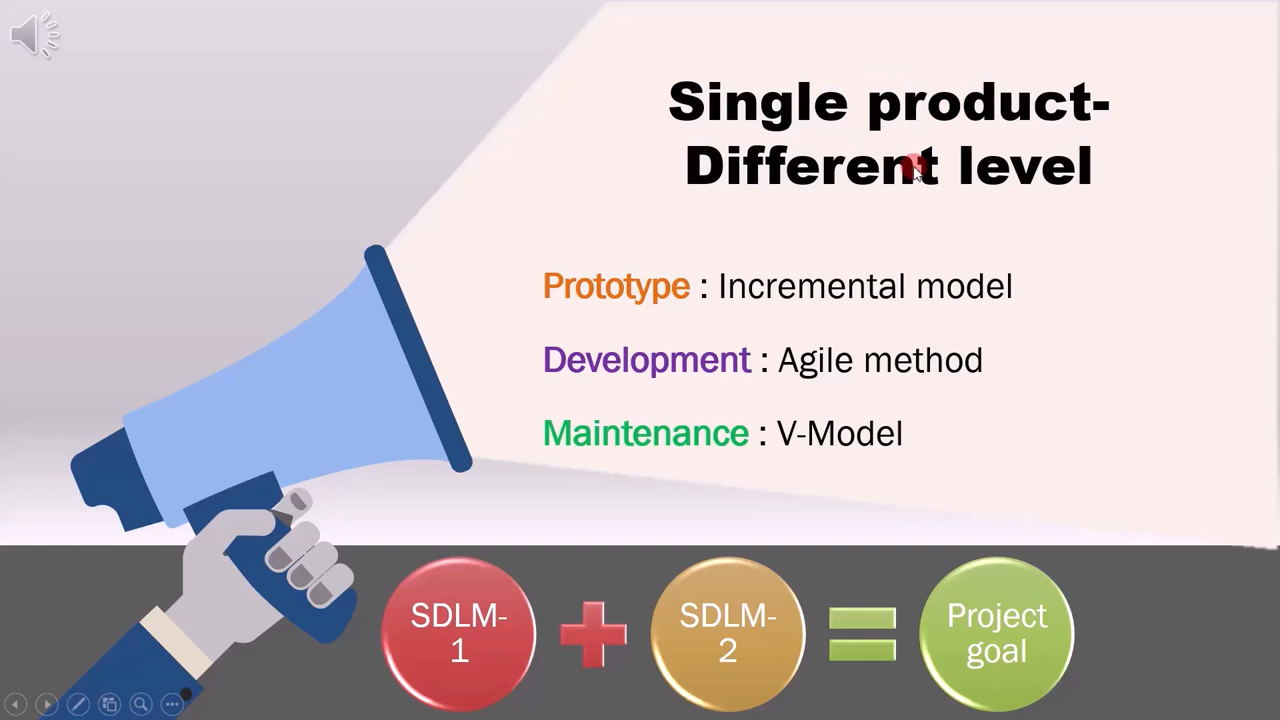 Single product-
Different level
Prototype : Incremental model
Development : Agile method
Maintenance : V-Model
SDLM-
1
SDLM-
2
Project
goal